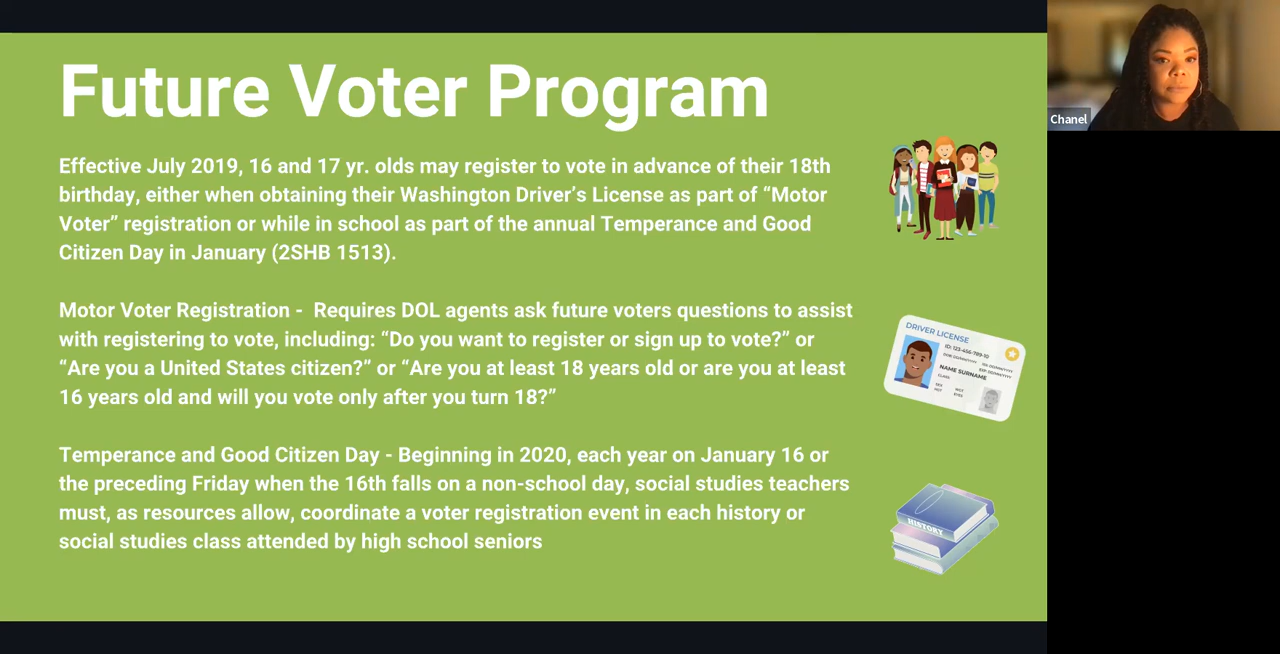 Future Voter Program
Effective July 2019, 16 and 17 yr. olds may register to vote in advance of their 18th
birthday, either when obtaining their Washington Driver’s License as part of “Motor
Voter” registration or while in school as part of the annual Temperance and Good
Citizen Day in January (2SHB 1513).
Motor Voter Registration -  Requires DOL agents ask future voters questions to assist
with registering to vote, including: “Do you want to register or sign up to vote?” or
“Are you a United States citizen?” or “Are you at least 18 years old or are you at least
16 years old and will you vote only after you turn 18?”
Temperance and Good Citizen Day - Beginning in 2020, each year on January 16 or
the preceding Friday when the 16th falls on a non-school day, social studies teachers
must, as resources allow, coordinate a voter registration event in each history or
social studies class attended by high school seniors
DRIVER LICENSE
ID: 123-456-789-10
NAME SURNAME
CLASS
HISTORY
Chanel